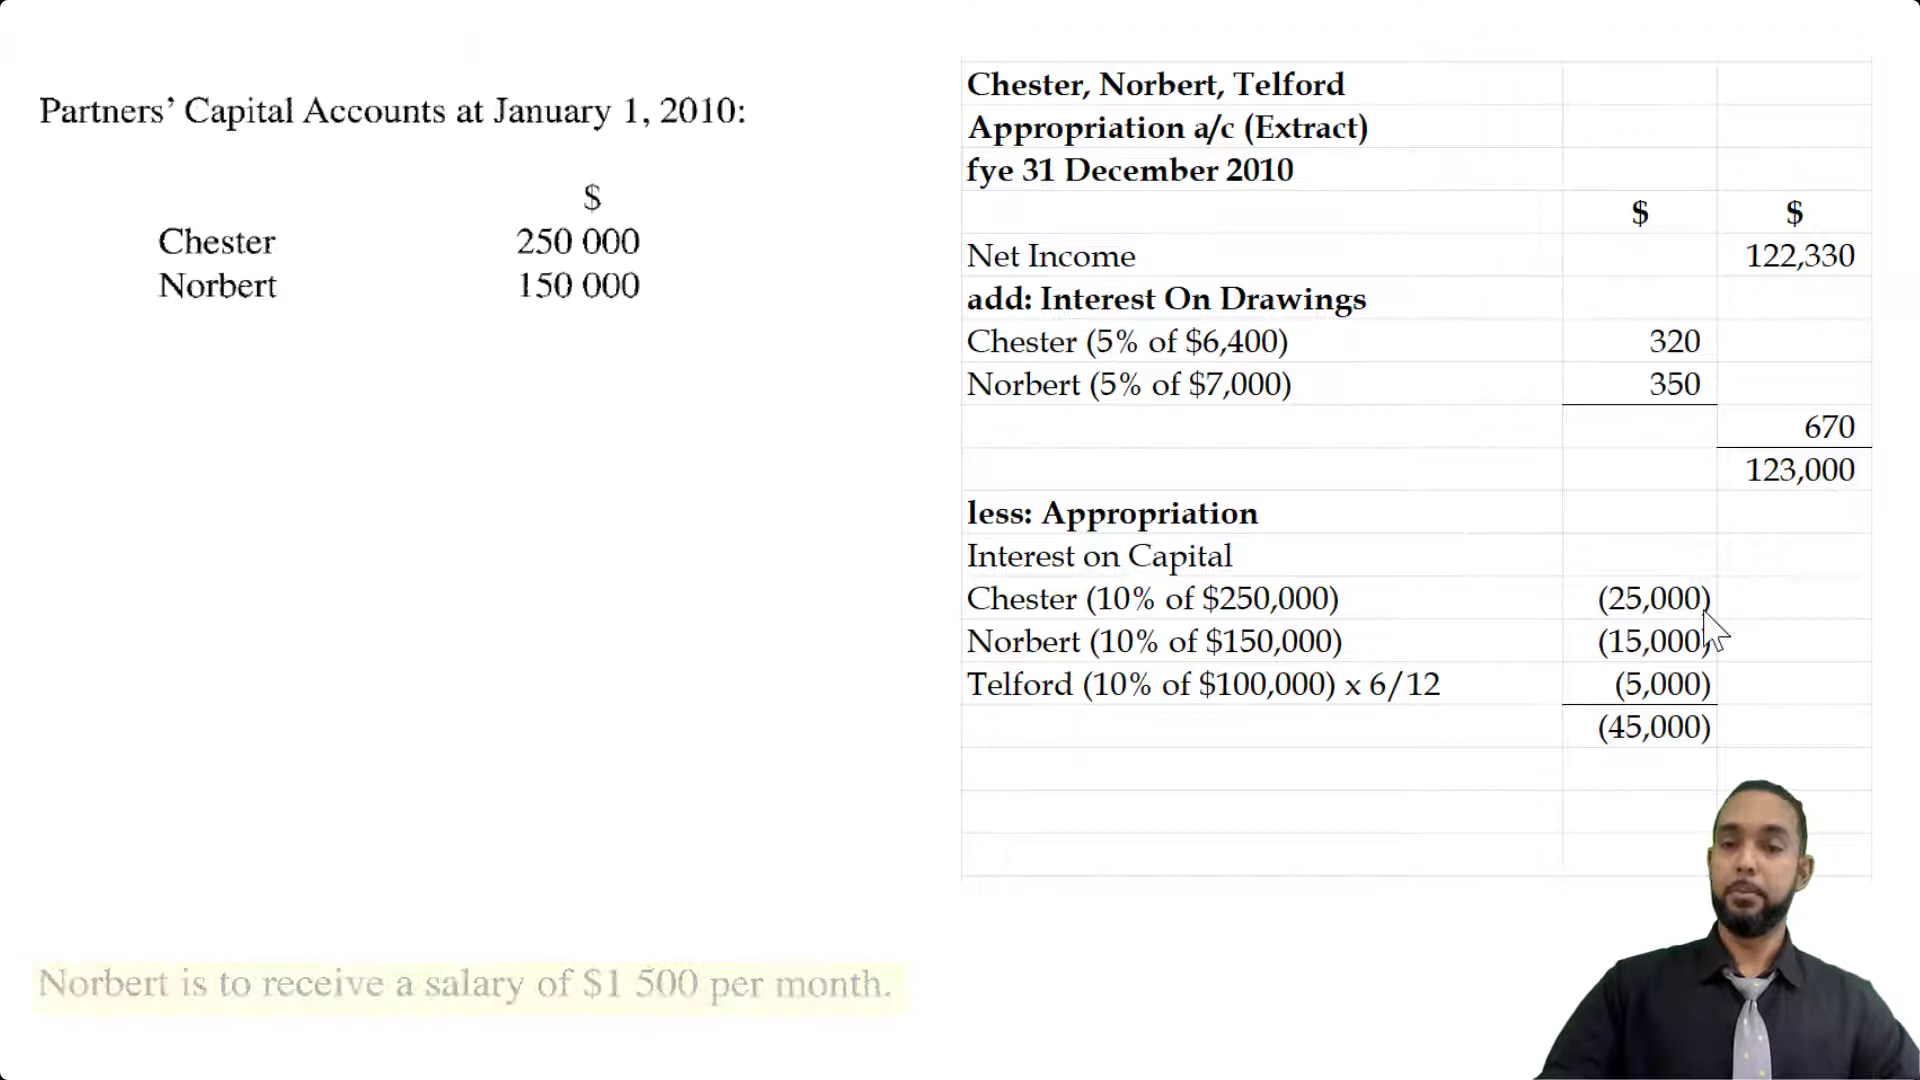 Partners' Capital Accounts at January 1, 2010:
$
Chester 250 000
Norbert 150 000
Norbert is to receive a salary of $1 500 per month.
Chester, Norbert, Telford
Appropriation a/c (Extract)
fye 31 December 2010
$ $
Net Income 122,330
add: Interest On Drawings
Chester (5% of $6,400) 320
Norbert (5% of $7,000) 350
670
123,000
less: Appropriation
Interest on Capital
Chester (10% of $250,000) (25,000)
Norbert (10% of $150,000) (15,000)
Telford (10% of $100,000) x 6/12 (5,000)
(45,000)